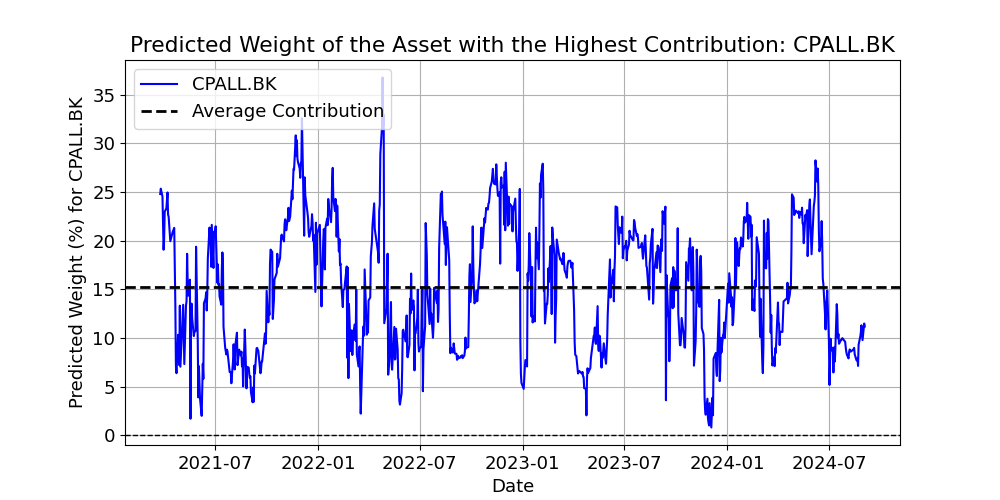 Predicted Weight of the Asset with the Highest Contribution: CPALL.BK
CPALL.BK
Average Contribution
Predicted Weight (%) for CPALL.BK
35
30
25
20
15
10
5
0
2021-07 2022-01 2022-07 2023-01 2023-07 2024-01 2024-07
Date